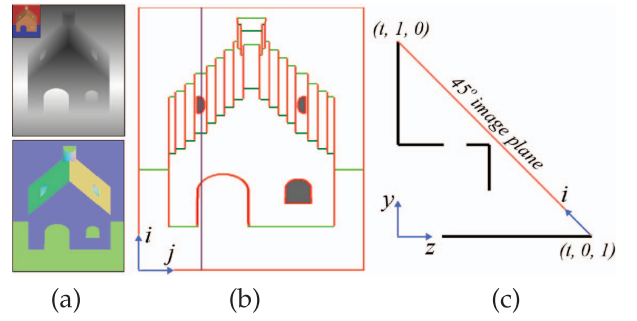 (t, 1, 0)
45° image plane
i
y
z
(t, 0, 1)
i
j
(a)
(b)
(c)